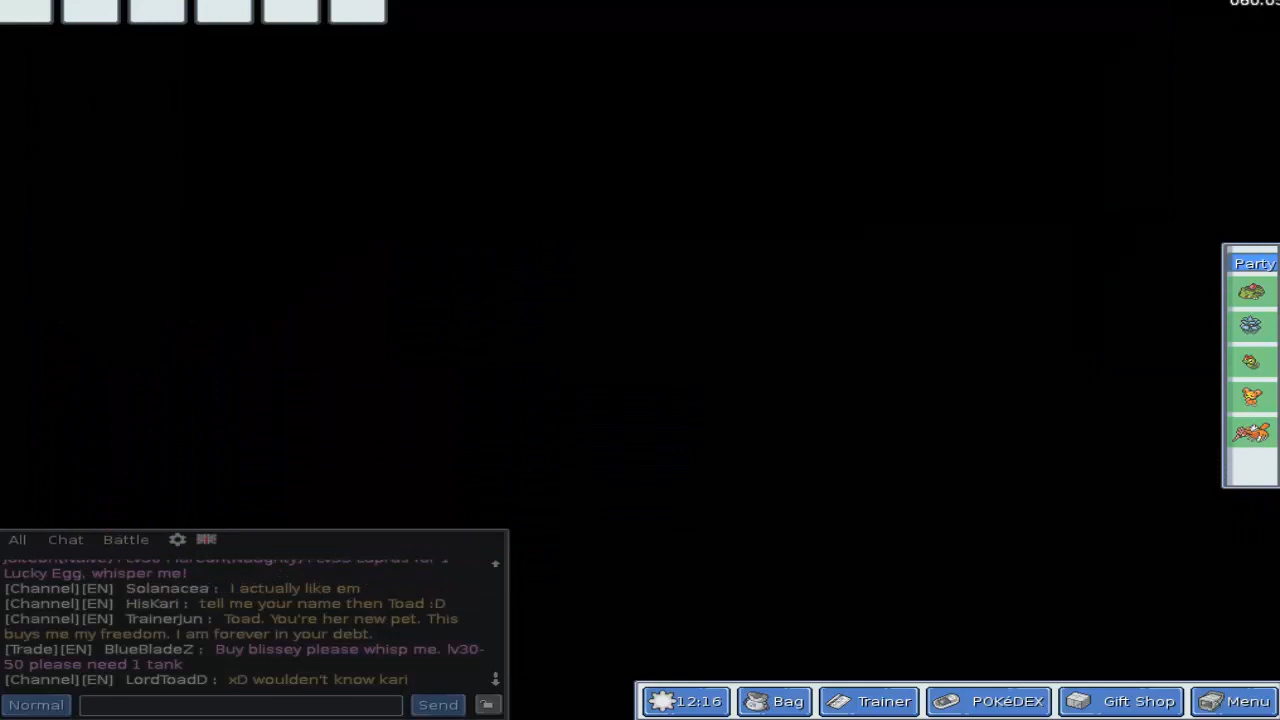 Party
All Chat Battle
Lucky Egg, whisper me!
[Channel][EN] Solanacea : I actually like em
[Channel][EN] HisKari : tell me your name then Toad :D
[Channel][EN] TrainerJun : Toad. You're her new pet. This
buys me my freedom. I am forever in your debt.
[Trade][EN] BlueBladeZ : Buy blissey please whisp me. lv30-
50 please need 1 tank
[Channel][EN] LordToadD : xD wouldn't know kari
Normal Send
12:16 Bag Trainer POKéDEX Gift Shop Menu